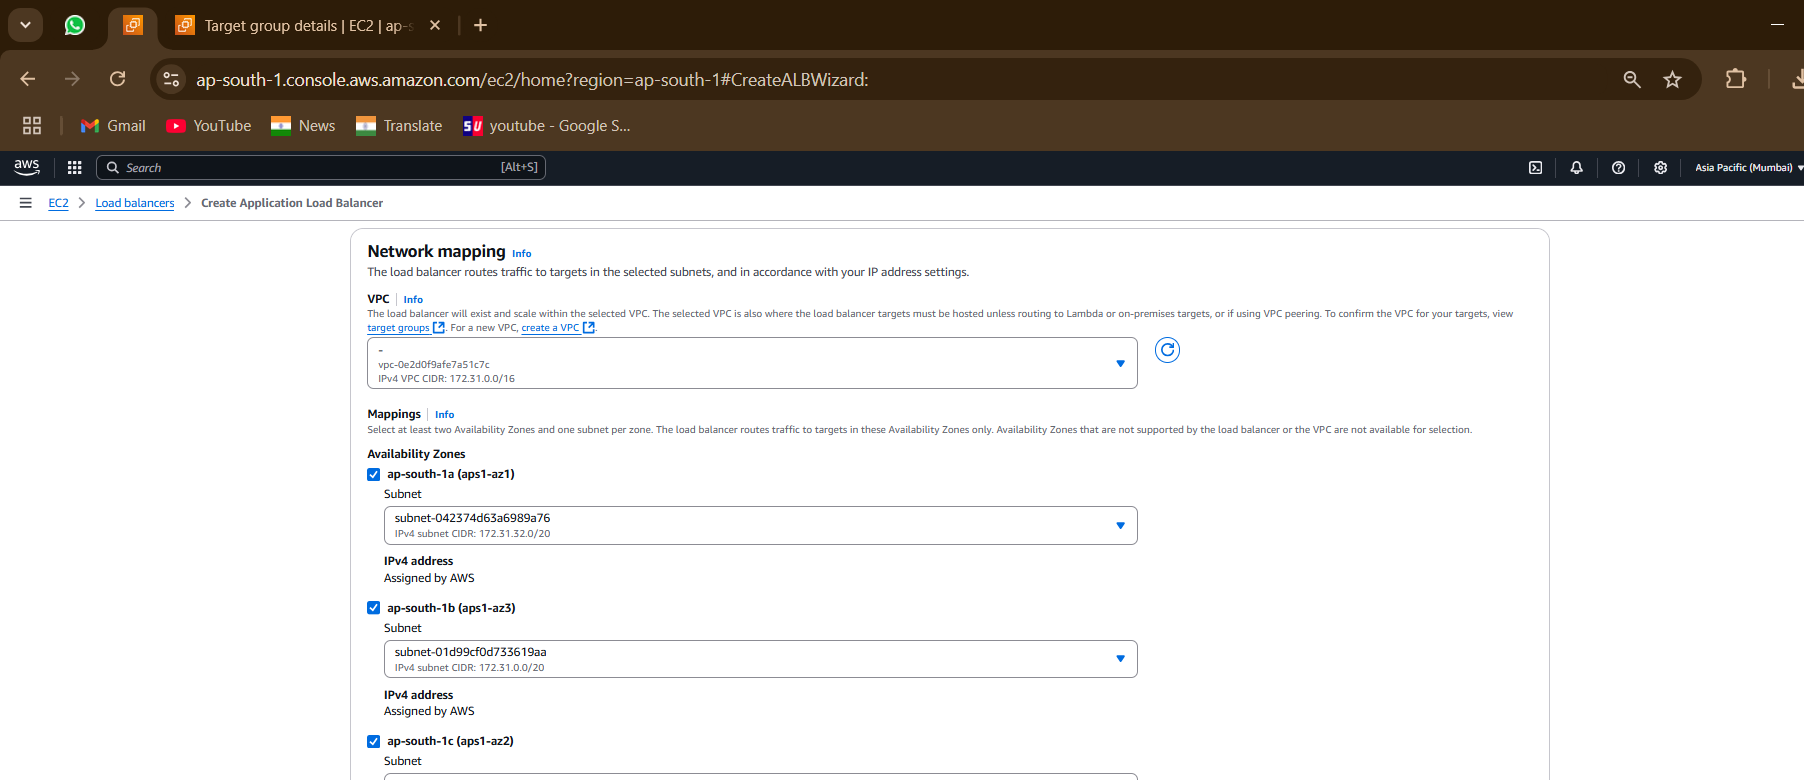 Target group details | EC2 | ap-s
ap-south-1.console.aws.amazon.com/ec2/home?region=ap-south-1#CreateALBWizard:
Gmail
YouTube
News
Translate
SU
youtube - Google S...
aws
Search
[Alt+S]
Asia Pacific (Mumbai)
EC2
Load balancers
Create Application Load Balancer
Network mapping Info
The load balancer routes traffic to targets in the selected subnets, and in accordance with your IP address settings.
VPC | Info
The load balancer will exist and scale within the selected VPC. The selected VPC is also where the load balancer targets must be hosted unless routing to Lambda or on-premises targets, or if using VPC peering. To confirm the VPC for your targets, view
target groups. For a new VPC, create a VPC.
-
vpc-0e2d0f9afe7a51c7c
IPv4 VPC CIDR: 172.31.0.0/16
Mappings | Info
Select at least two Availability Zones and one subnet per zone. The load balancer routes traffic to targets in these Availability Zones only. Availability Zones that are not supported by the load balancer or the VPC are not available for selection.
Availability Zones
ap-south-1a (aps1-az1)
Subnet
subnet-042374d63a6989a76
IPv4 subnet CIDR: 172.31.32.0/20
IPv4 address
Assigned by AWS
ap-south-1b (aps1-az3)
Subnet
subnet-01d99cf0d733619aa
IPv4 subnet CIDR: 172.31.0.0/20
IPv4 address
Assigned by AWS
ap-south-1c (aps1-az2)
Subnet